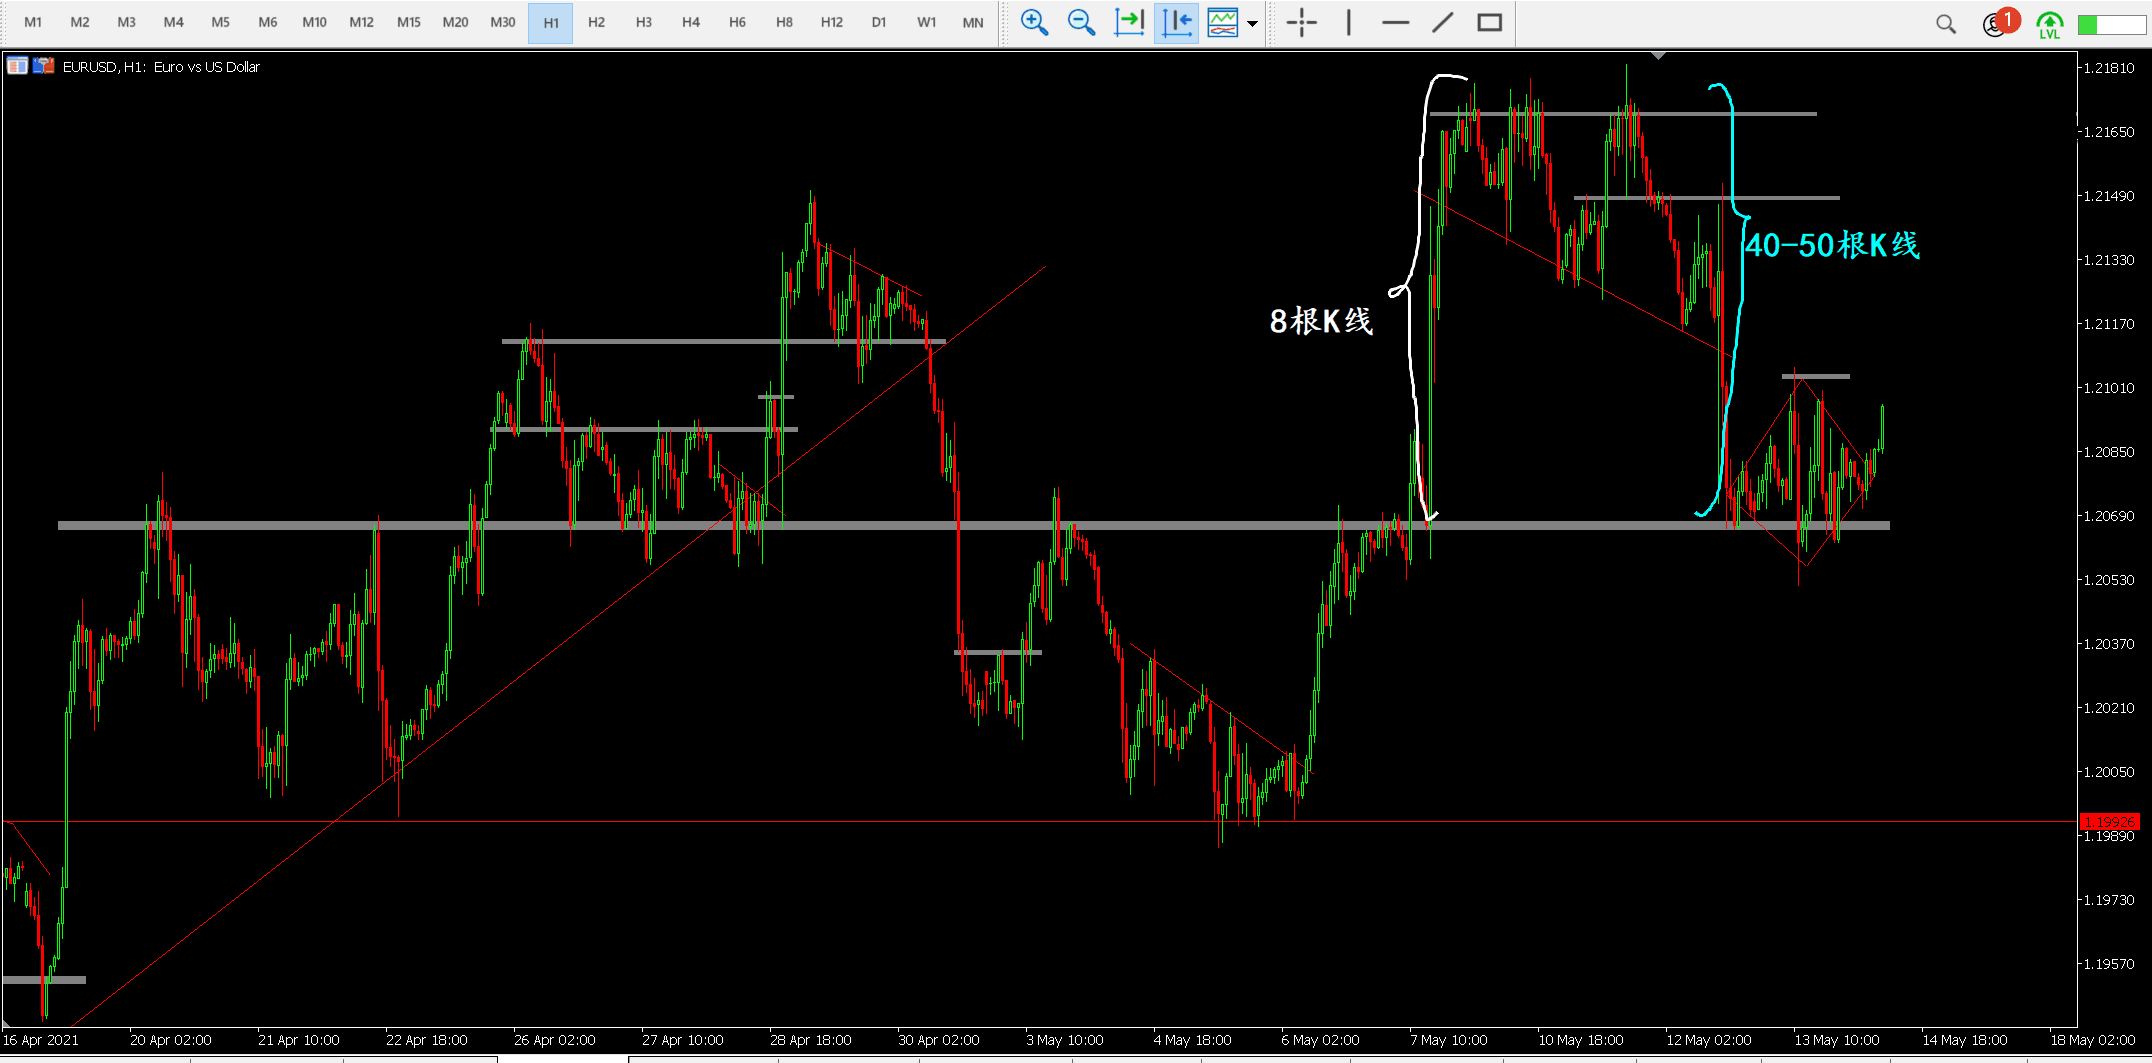 M1 M2 M3 M4 M5 M6 M10 M12 M15 M20 M30 H1 H2 H3 H4 H6 H8 H12 D1 W1 MN
1
LVL
EURUSD, H1: Euro vs US Dollar
8根K线
40-50根K线
1.21810
1.21650
1.21490
1.21330
1.21170
1.21010
1.20850
1.20690
1.20530
1.20370
1.20210
1.20050
1.19926
1.19890
1.19730
1.19570
16 Apr 2021 20 Apr 02:00 21 Apr 10:00 22 Apr 18:00 26 Apr 02:00 27 Apr 10:00 28 Apr 18:00 30 Apr 02:00 3 May 10:00 4 May 18:00 6 May 02:00 7 May 10:00 10 May 18:00 12 May 02:00 13 May 10:00 14 May 18:00 18 May 02:00